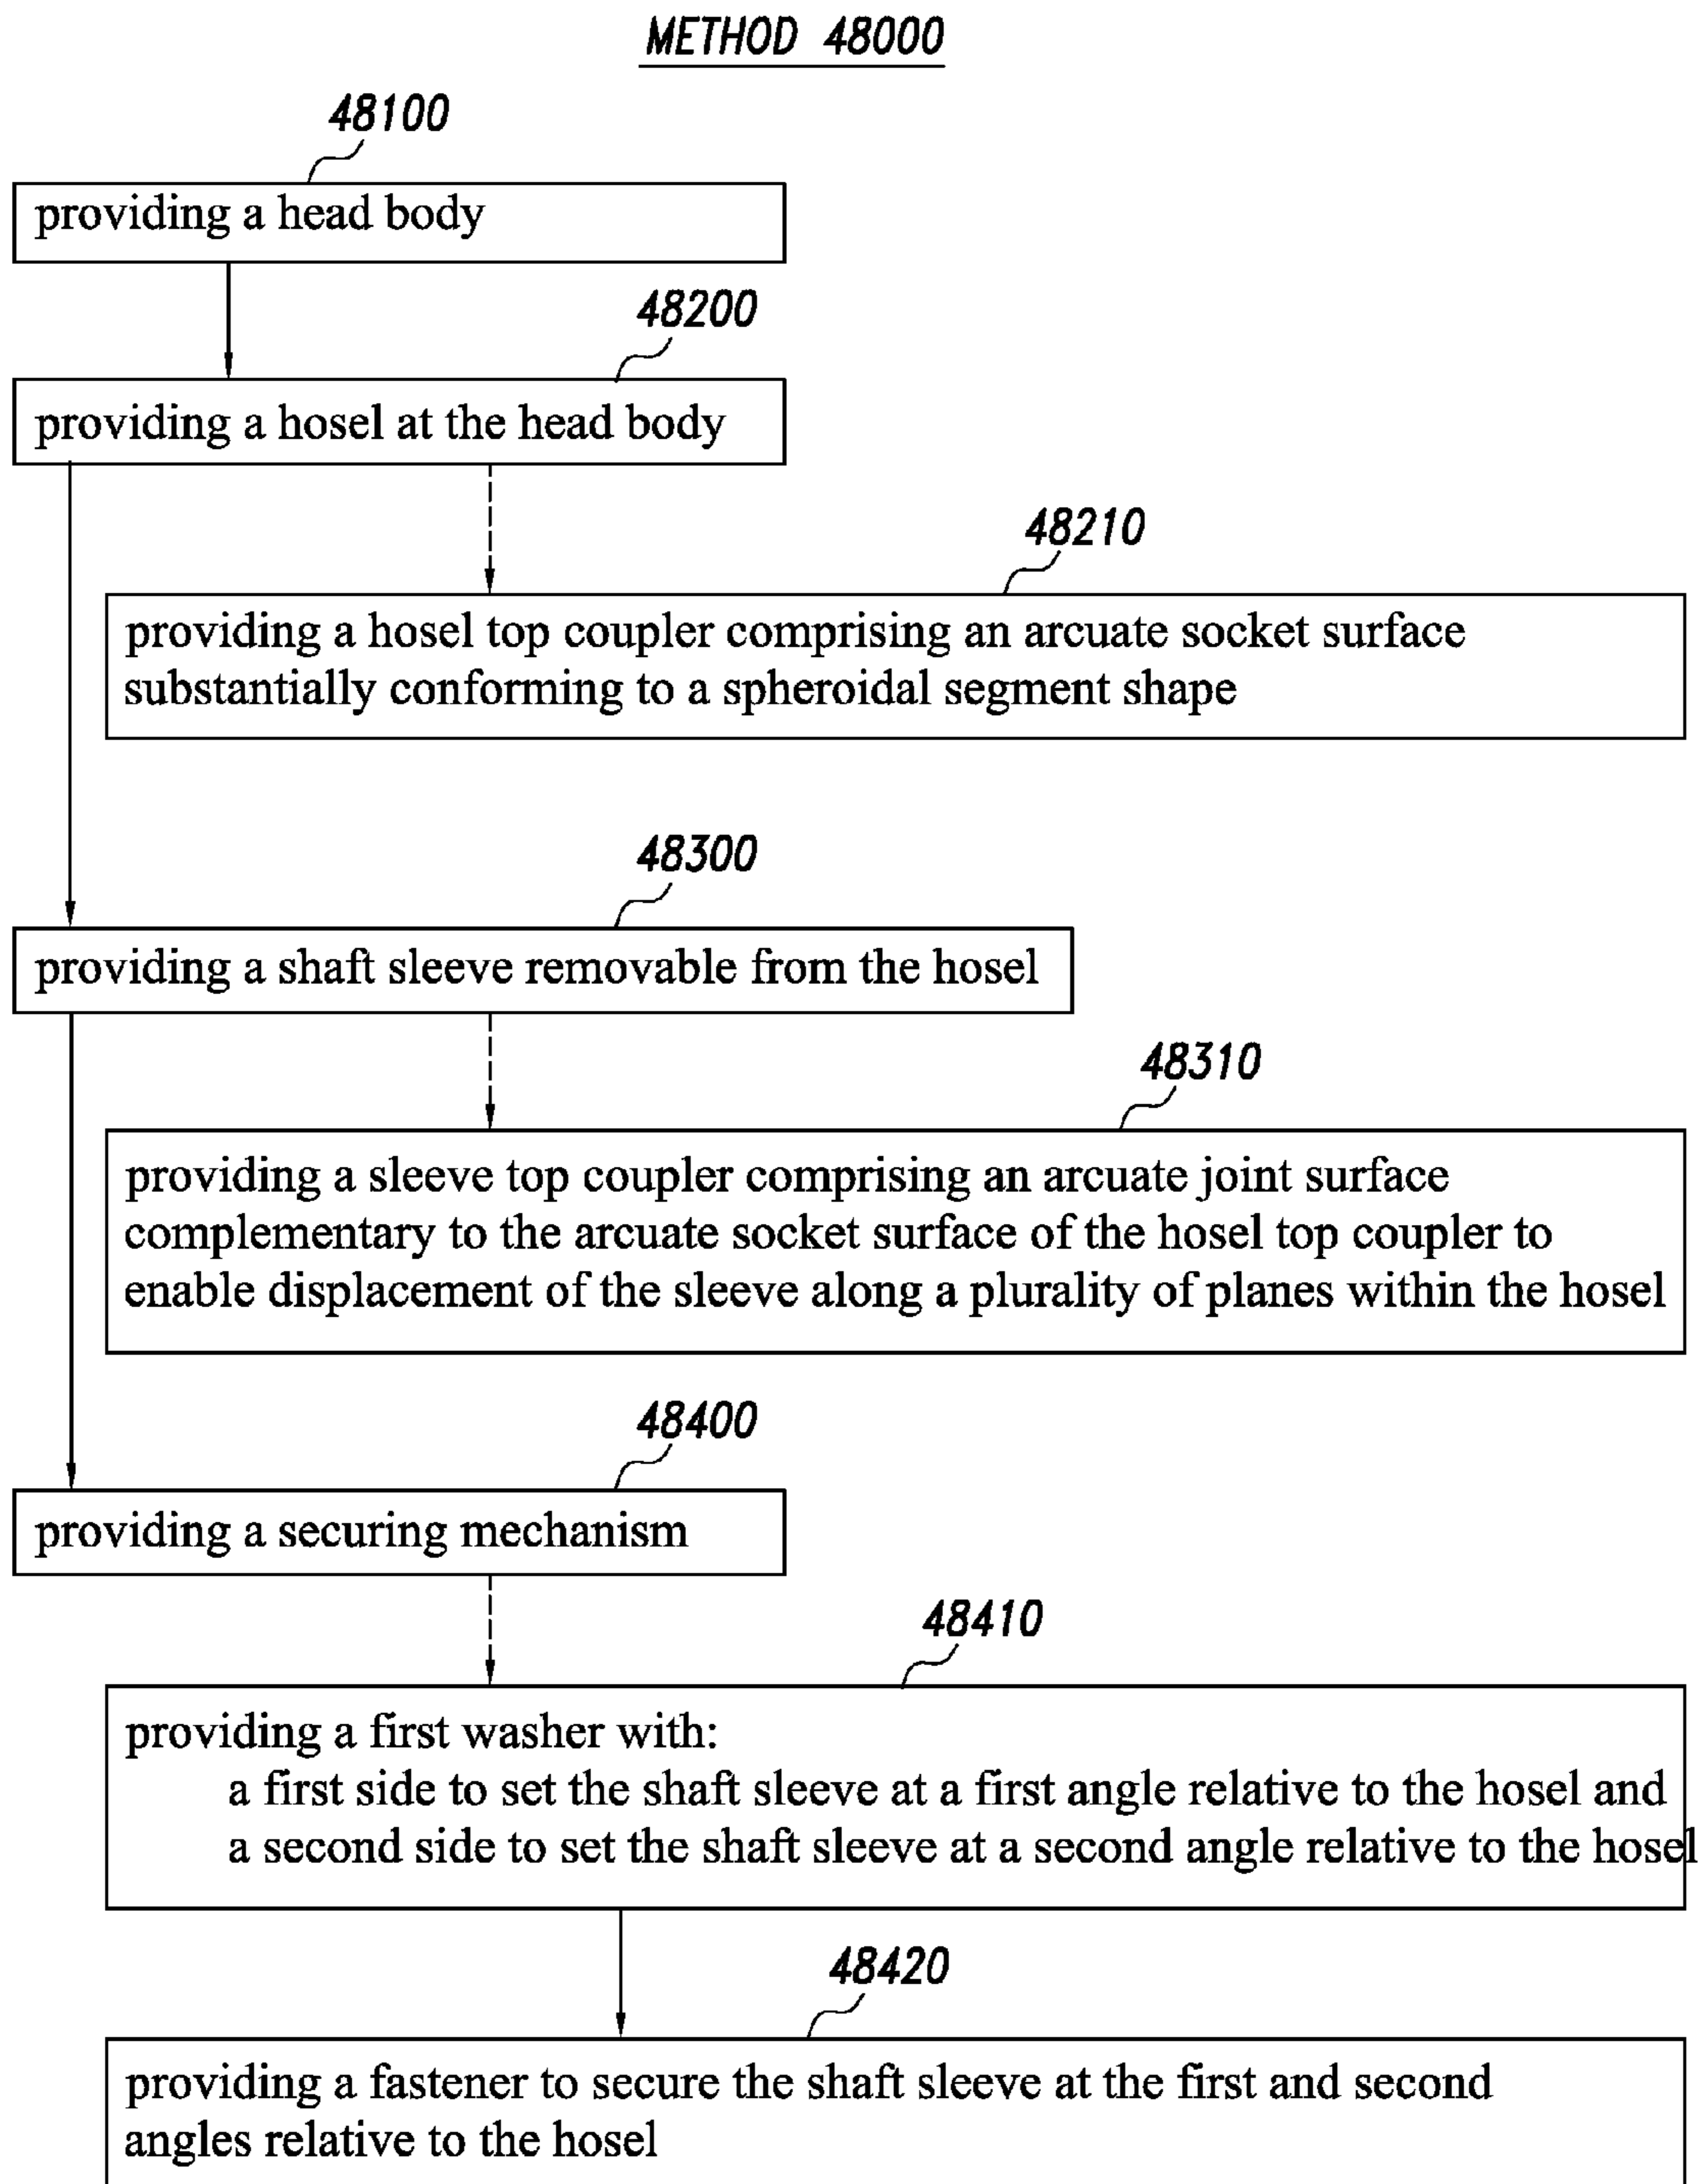 METHOD 48000
48100
providing a head body
48200
providing a hosel at the head body
48210
providing a hosel top coupler comprising an arcuate socket surface
substantially conforming to a spheroidal segment shape
48300
providing a shaft sleeve removable from the hosel
48310
providing a sleeve top coupler comprising an arcuate joint surface
complementary to the arcuate socket surface of the hosel top coupler to
enable displacement of the sleeve along a plurality of planes within the hosel
48400
providing a securing mechanism
48410
providing a first washer with:
a first side to set the shaft sleeve at a first angle relative to the hosel and
a second side to set the shaft sleeve at a second angle relative to the hosel
48420
providing a fastener to secure the shaft sleeve at the first and second
angles relative to the hosel